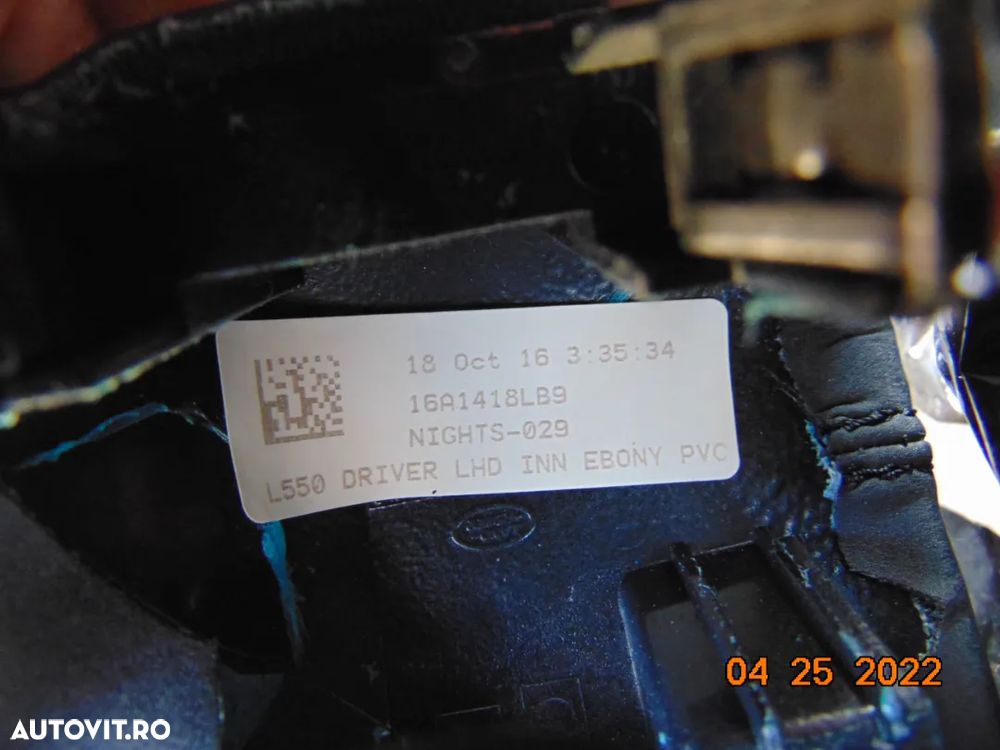 18 Oct 16 3:35:34
16A1418LB9
NIGHTS-029
L550 DRIVER LHD INN EBONY PVC
04 25 2022
AUTOVIT.RO